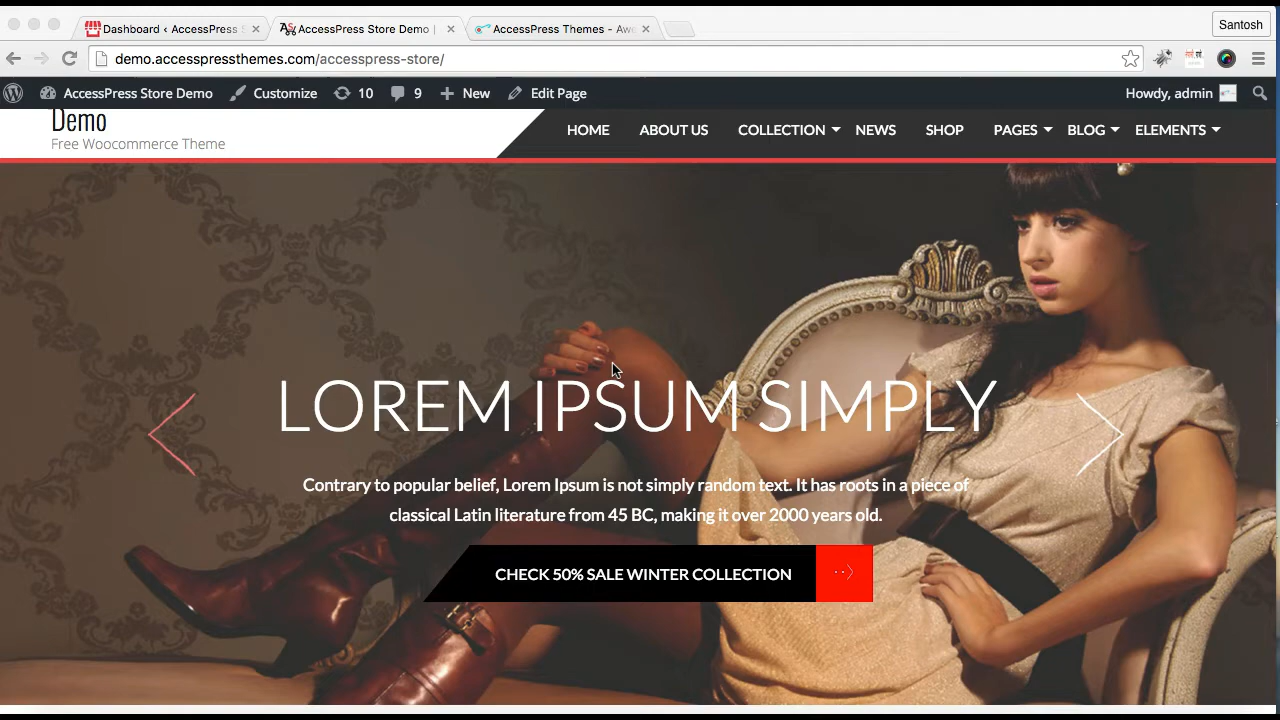 Santosh
Dashboard ‹ AccessPress S
AccessPress Store Demo |
AccessPress Themes - Awe
demo.accesspressthemes.com/accesspress-store/
AccessPress Store Demo Customize 10 9 New Edit Page Howdy, admin
Demo
Free Woocommerce Theme
HOME ABOUT US COLLECTION NEWS SHOP PAGES BLOG ELEMENTS
LOREM IPSUM SIMPLY
Contrary to popular belief, Lorem Ipsum is not simply random text. It has roots in a piece of
classical Latin literature from 45 BC, making it over 2000 years old.
CHECK 50% SALE WINTER COLLECTION